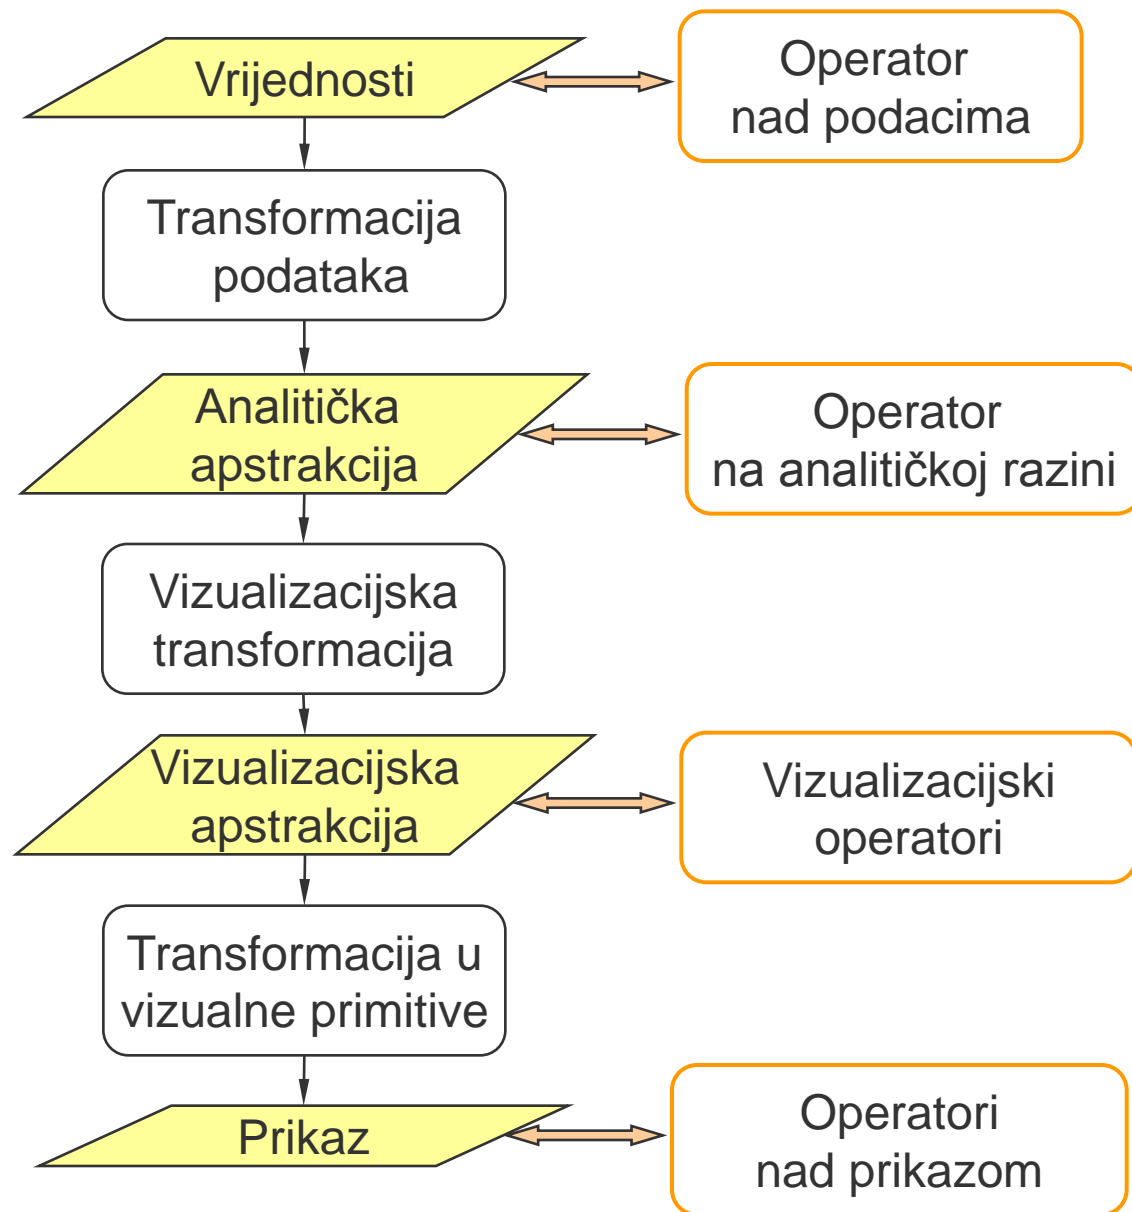 Vrijednosti
Operator
nad podacima
Transformacija
podataka
Analitička
apstrakcija
Operator
na analitičkoj razini
Vizualizacijska
transformacija
Vizualizacijska
apstrakcija
Vizualizacijski
operatori
Transformacija u
vizualne primitive
Prikaz
Operatori
nad prikazom